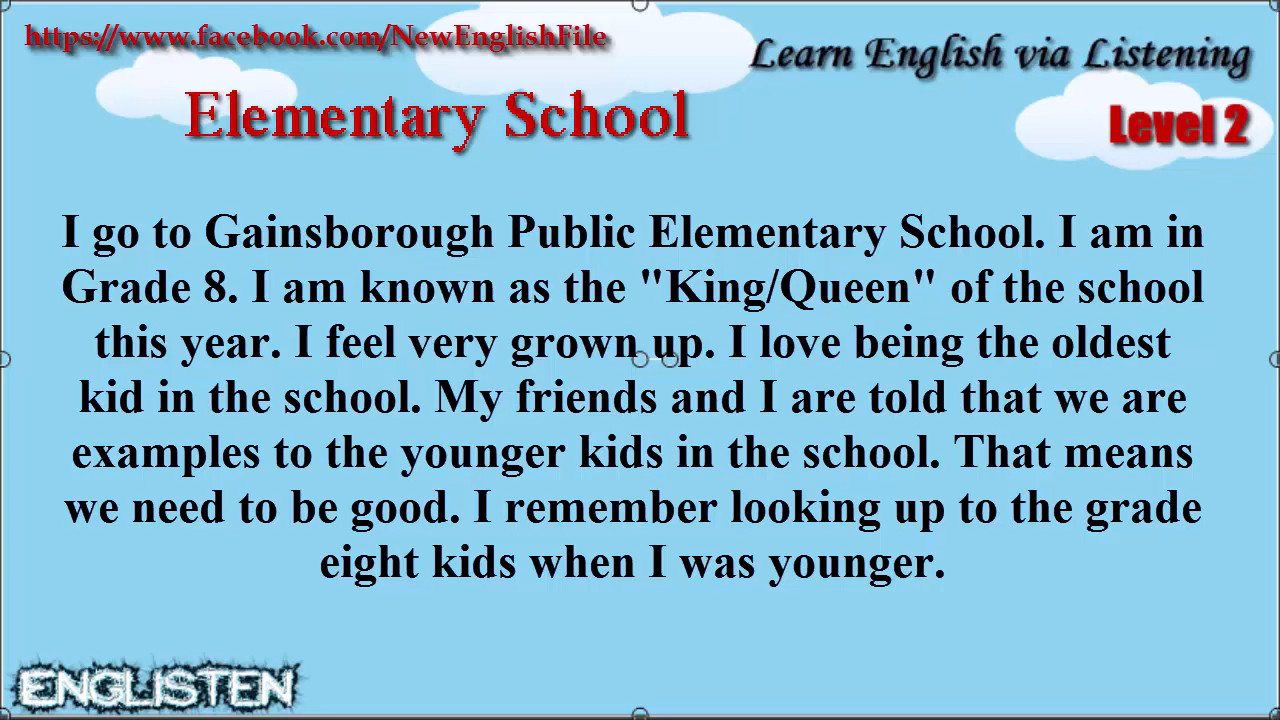 https://www.facebook.com/NewEnglishFile
Learn English via Listening
Elementary School
Level 2
I go to Gainsborough Public Elementary School. I am in
Grade 8. I am known as the "King/Queen" of the school
this year. I feel very grown up. I love being the oldest
kid in the school. My friends and I are told that we are
examples to the younger kids in the school. That means
we need to be good. I remember looking up to the grade
eight kids when I was younger.
ENGLISTEN